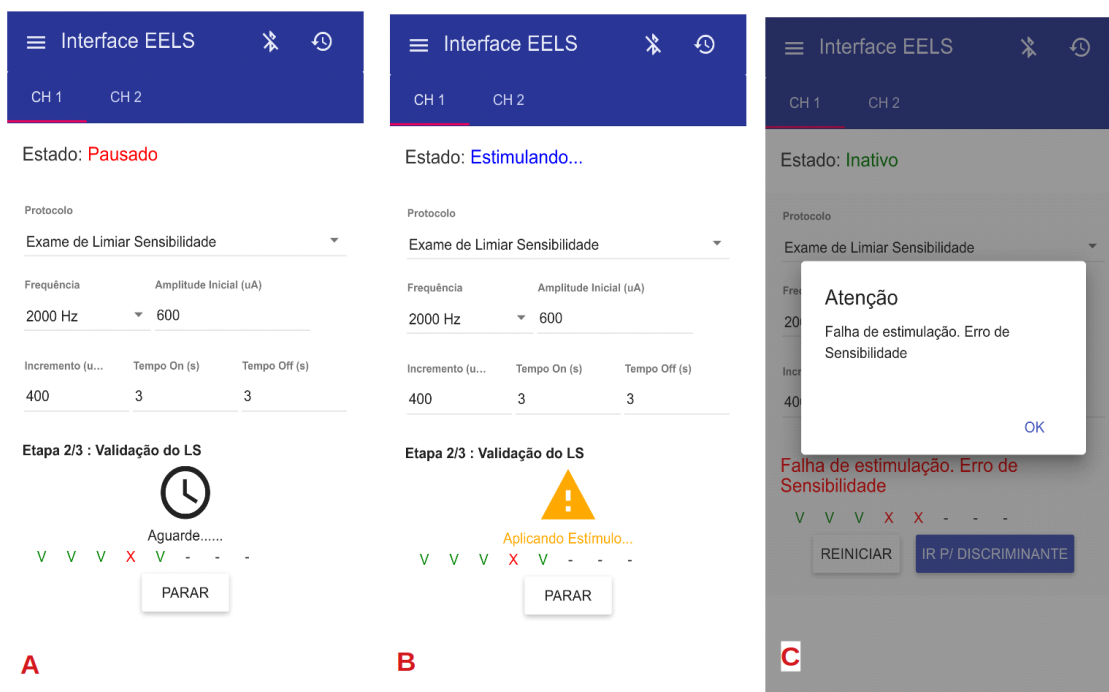 Interface EELS
CH 1 CH 2
Estado: Pausado
Protocolo
Exame de Limiar Sensibilidade
Frequência Amplitude Inicial (uA)
2000 Hz 600
Incremento (u... Tempo On (s) Tempo Off (s)
400 3 3
Etapa 2/3 : Validação do LS
Aguarde......
V V V X V - - -
PARAR
A
Interface EELS
CH 1 CH 2
Estado: Estimulando...
Protocolo
Exame de Limiar Sensibilidade
Frequência Amplitude Inicial (uA)
2000 Hz 600
Incremento (u... Tempo On (s) Tempo Off (s)
400 3 3
Etapa 2/3 : Validação do LS
Aplicando Estímulo...
V V V X V - - -
PARAR
B
Interface EELS
CH 1 CH 2
Estado: Inativo
Protocolo
Exame de Limiar Sensibilidade
Atenção
Falha de estimulação. Erro de
Sensibilidade
OK
Falha de estimulação. Erro de
Sensibilidade
V V V X X - - -
REINICIAR IR P/ DISCRIMINANTE
C